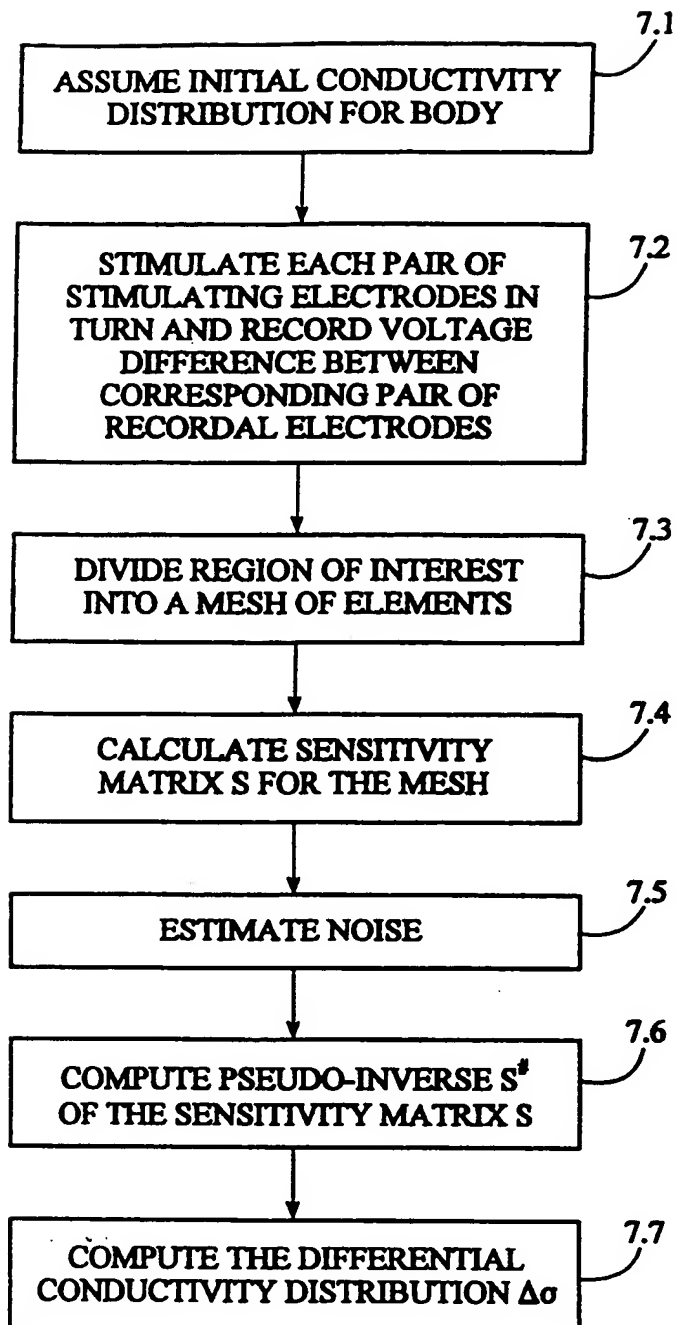 7.1
ASSUME INITIAL CONDUCTIVITY
DISTRIBUTION FOR BODY
7.2
STIMULATE EACH PAIR OF
STIMULATING ELECTRODES IN
TURN AND RECORD VOLTAGE
DIFFERENCE BETWEEN
CORRESPONDING PAIR OF
RECORDAL ELECTRODES
7.3
DIVIDE REGION OF INTEREST
INTO A MESH OF ELEMENTS
7.4
CALCULATE SENSITIVITY
MATRIX S FOR THE MESH
7.5
ESTIMATE NOISE
7.6
COMPUTE PSEUDO-INVERSE S#
OF THE SENSITIVITY MATRIX S
7.7
COMPUTE THE DIFFERENTIAL
CONDUCTIVITY DISTRIBUTION Δσ